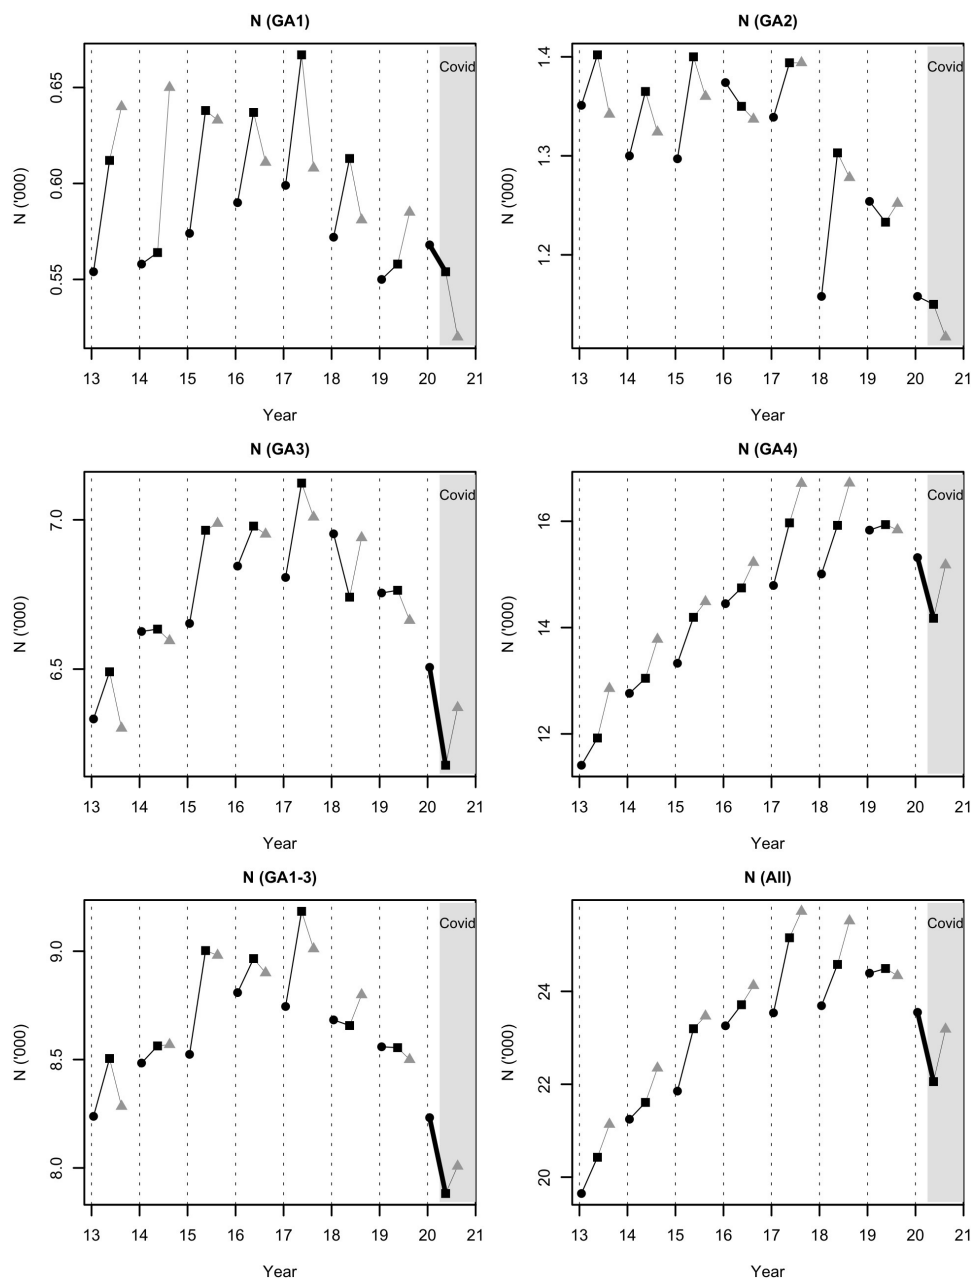 N (GA1)
N ('000)
0.65
0.60
0.55
Covid
13 14 15 16 17 18 19 20 21
Year
N (GA2)
N ('000)
1.4
1.3
1.2
Covid
13 14 15 16 17 18 19 20 21
Year
N (GA3)
N ('000)
7.0
6.5
Covid
13 14 15 16 17 18 19 20 21
Year
N (GA4)
N ('000)
16
14
12
Covid
13 14 15 16 17 18 19 20 21
Year
N (GA1-3)
N ('000)
9.0
8.5
8.0
Covid
13 14 15 16 17 18 19 20 21
Year
N (All)
N ('000)
24
22
20
Covid
13 14 15 16 17 18 19 20 21
Year